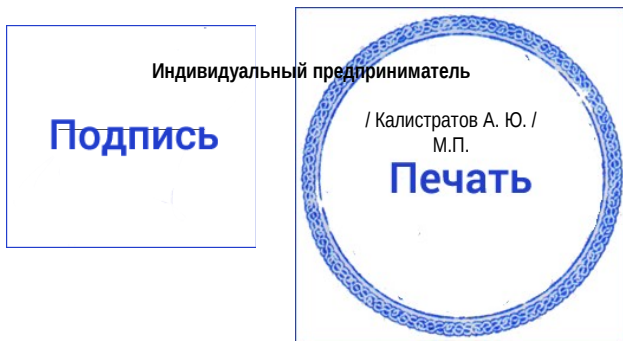 Индивидуальный предприниматель
/ Калистратов А. Ю. /
Подпись
М.П.
Печать